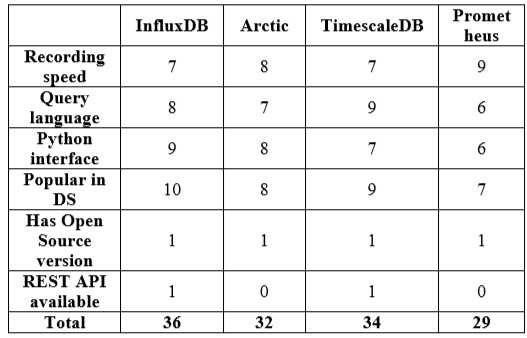 InfluxDB Arctic TimescaleDB Promet
heus
Recording
speed 7 8 7 9
Query
language 8 7 9 6
Python
interface 9 8 7 6
Popular in
DS 10 8 9 7
Has Open
Source
version 1 1 1 1
REST API
available 1 0 1 0
Total 36 32 34 29